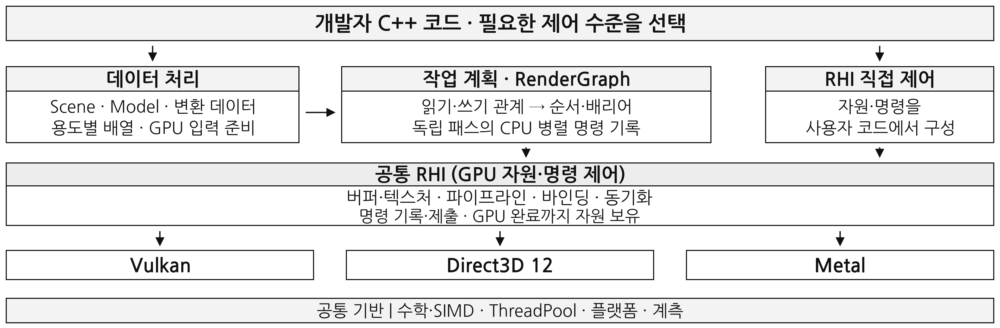 개발자 C++ 코드 · 필요한 제어 수준을 선택
데이터 처리
Scene · Model · 변환 데이터
용도별 배열 · GPU 입력 준비
작업 계획 · RenderGraph
읽기·쓰기 관계 → 순서·배리어
독립 패스의 CPU 병렬 명령 기록
RHI 직접 제어
자원·명령을
사용자 코드에서 구성
공통 RHI (GPU 자원·명령 제어)
버퍼·텍스처 · 파이프라인 · 바인딩 · 동기화
명령 기록·제출 · GPU 완료까지 자원 보유
Vulkan
Direct3D 12
Metal
공통 기반 | 수학·SIMD · ThreadPool · 플랫폼 · 계측